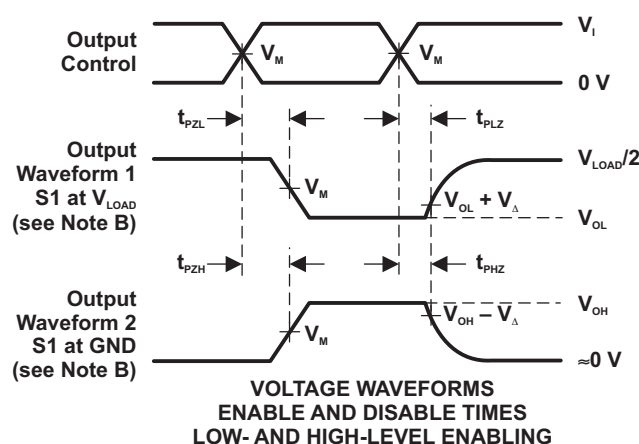 Output
Control
V_M
V_M
V_I
0 V
t_PZL
t_PLZ
Output
Waveform 1
S1 at V_LOAD
(see Note B)
V_M
V_OL + V_Δ
V_LOAD/2
V_OL
t_PZH
t_PHZ
Output
Waveform 2
S1 at GND
(see Note B)
V_M
V_OH – V_Δ
V_OH
≈0 V
VOLTAGE WAVEFORMS
ENABLE AND DISABLE TIMES
LOW- AND HIGH-LEVEL ENABLING